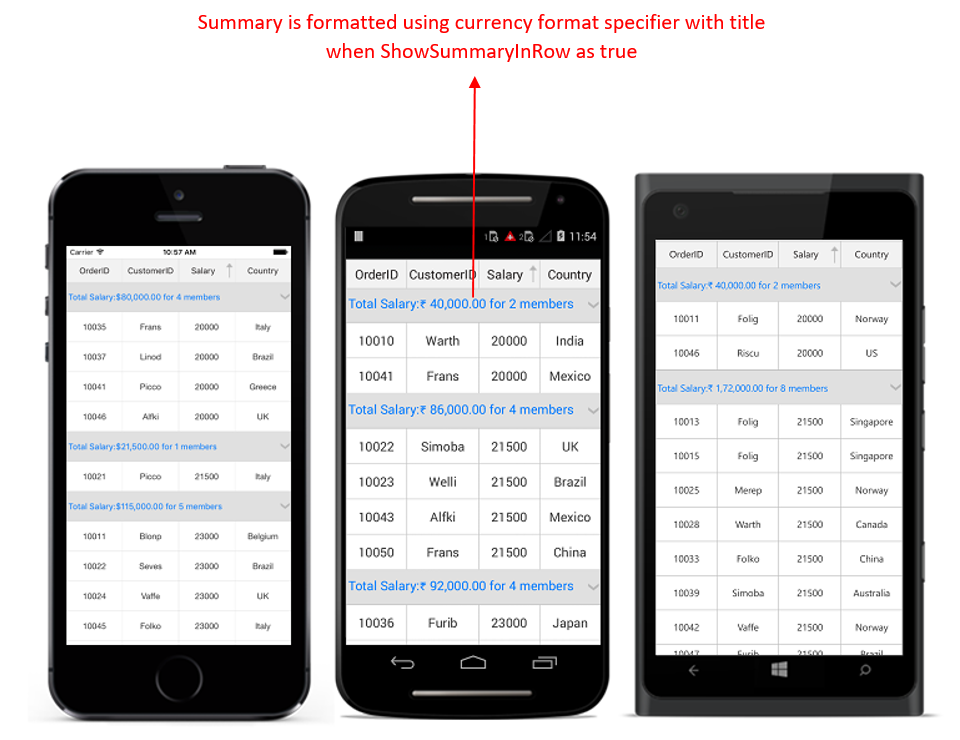 Summary is formatted using currency format specifier with title
when ShowSummaryInRow as true
Carrier 10:57 AM
OrderID CustomerID Salary Country
Total Salary:$80,000.00 for 4 members
10035 Frans 20000 Italy
10037 Linod 20000 Brazil
10041 Picco 20000 Greece
10046 Alfki 20000 UK
Total Salary:$21,500.00 for 1 members
10021 Picco 21500 Italy
Total Salary:$115,000.00 for 5 members
10011 Blonp 23000 Belgium
10022 Seves 23000 Brazil
10024 Vaffe 23000 UK
10045 Folko 23000 Italy
1 2 11:54
OrderID CustomerID Salary Country
Total Salary:₹ 40,000.00 for 2 members
10010 Warth 20000 India
10041 Frans 20000 Mexico
Total Salary:₹ 86,000.00 for 4 members
10022 Simoba 21500 UK
10023 Welli 21500 Brazil
10043 Alfki 21500 Mexico
10050 Frans 21500 China
Total Salary:₹ 92,000.00 for 4 members
10036 Furib 23000 Japan
OrderID CustomerID Salary Country
Total Salary:₹ 40,000.00 for 2 members
10011 Folig 20000 Norway
10046 Riscu 20000 US
Total Salary:₹ 1,72,000.00 for 8 members
10013 Folig 21500 Singapore
10015 Folig 21500 Singapore
10025 Merep 21500 Norway
10028 Warth 21500 Canada
10033 Folko 21500 China
10039 Simoba 21500 Australia
10042 Vaffe 21500 Norway
10047 Furib 21500 Brazil